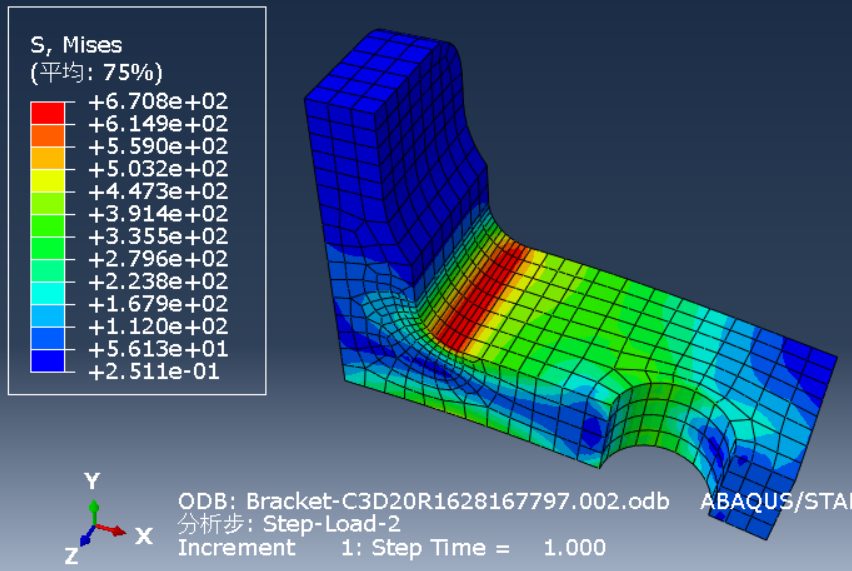 S, Mises
(平均: 75%)
+6.708e+02
+6.149e+02
+5.590e+02
+5.032e+02
+4.473e+02
+3.914e+02
+3.355e+02
+2.796e+02
+2.238e+02
+1.679e+02
+1.120e+02
+5.613e+01
+2.511e-01
Y
X
Z
ODB: Bracket-C3D20R1628167797.002.odb ABAQUS/STA
分析步: Step-Load-2
Increment 1: Step Time = 1.000